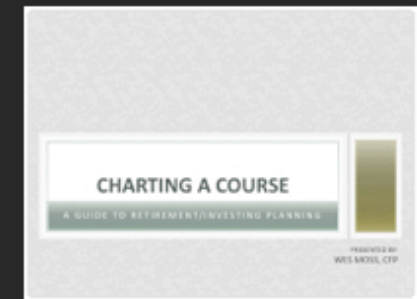 CHARTING A COURSE
A GUIDE TO RETIREMENT/INVESTING PLANNING
PRESENTED BY:
WES MOSS, CFP